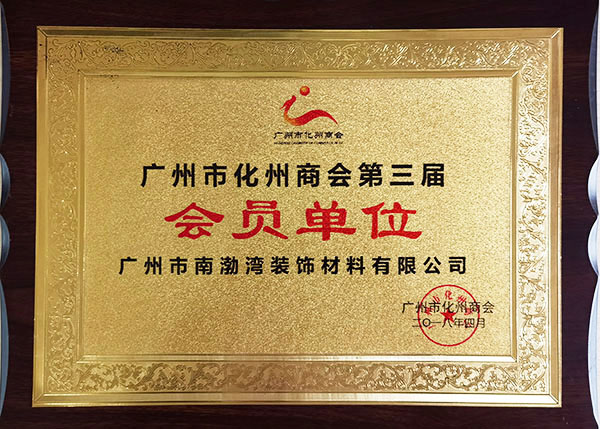 广州市化州商会
广州市化州商会第三届
会员单位
广州市南渤湾装饰材料有限公司
广州市化州商会
二〇一八年四月